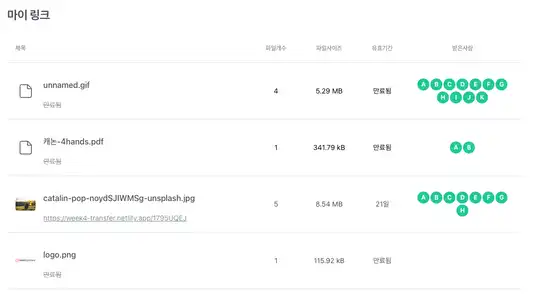 마이 링크
제목 파일개수 파일사이즈 유효기간 받은사람
unnamed.gif 4 5.29 MB 만료됨 A B C D E F G
만료됨 H I J K
캐논-4hands.pdf 1 341.79 kB 만료됨 A B
만료됨
catalin-pop-noydSJIWMSg-unsplash.jpg 5 8.54 MB 21일 A B C D E F G
https://week4-transfer.netlify.app/1795UQEJ H
logo.png 1 115.92 kB 만료됨
만료됨